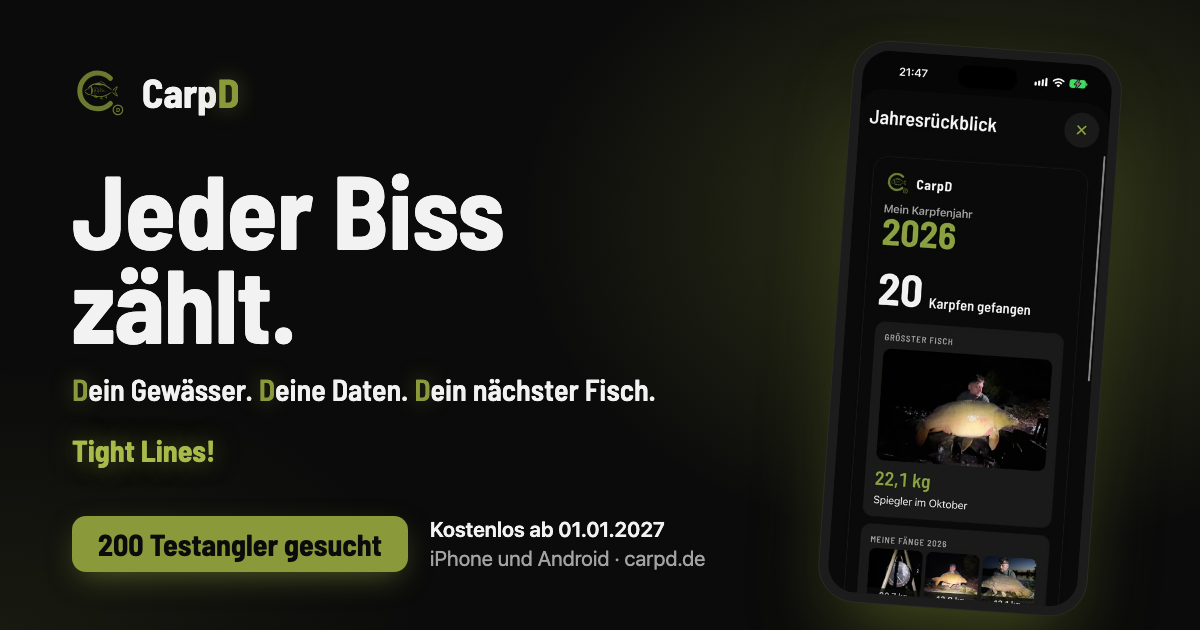 CarpD
Jeder Biss
zählt.
Dein Gewässer. Deine Daten. Dein nächster Fisch.
Tight Lines!
200 Testangler gesucht
Kostenlos ab 01.01.2027
iPhone und Android · carpd.de
21:47
Jahresrückblick
CarpD
Mein Karpfenjahr
2026
20 Karpfen gefangen
GRÖSSTER FISCH
22,1 kg
Spiegler im Oktober
MEINE FÄNGE 2026